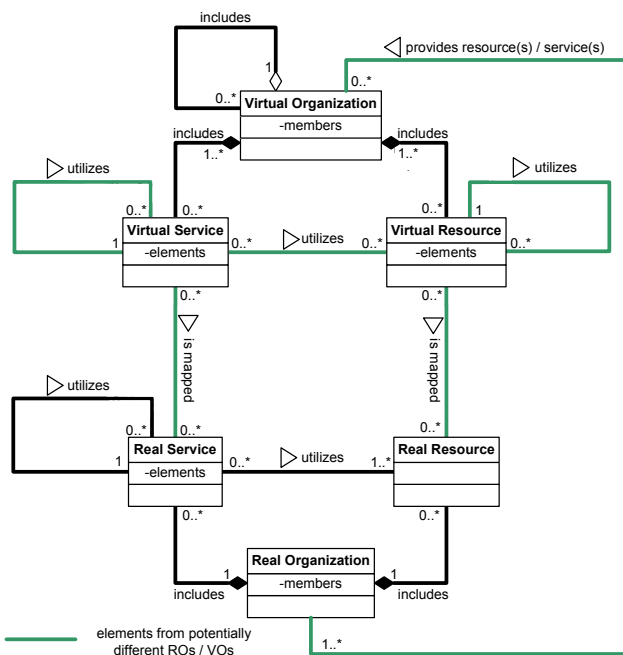 includes
provides resource(s) / service(s)
1
0..*
0..*
Virtual Organization
-members
includes
includes
1..*
1..*
utilizes
utilizes
0..*
0..*
0..*
1
Virtual Service
Virtual Resource
utilizes
1
-elements
0..*
0..*
-elements
0..*
0..*
0..*
is mapped
is mapped
utilizes
0..*
0..*
0..*
Real Service
Real Resource
utilizes
1
-elements
0..*
1..*
0..*
0..*
Real Organization
1
-members
1
includes
includes
elements from potentially
different ROs / VOs
1..*